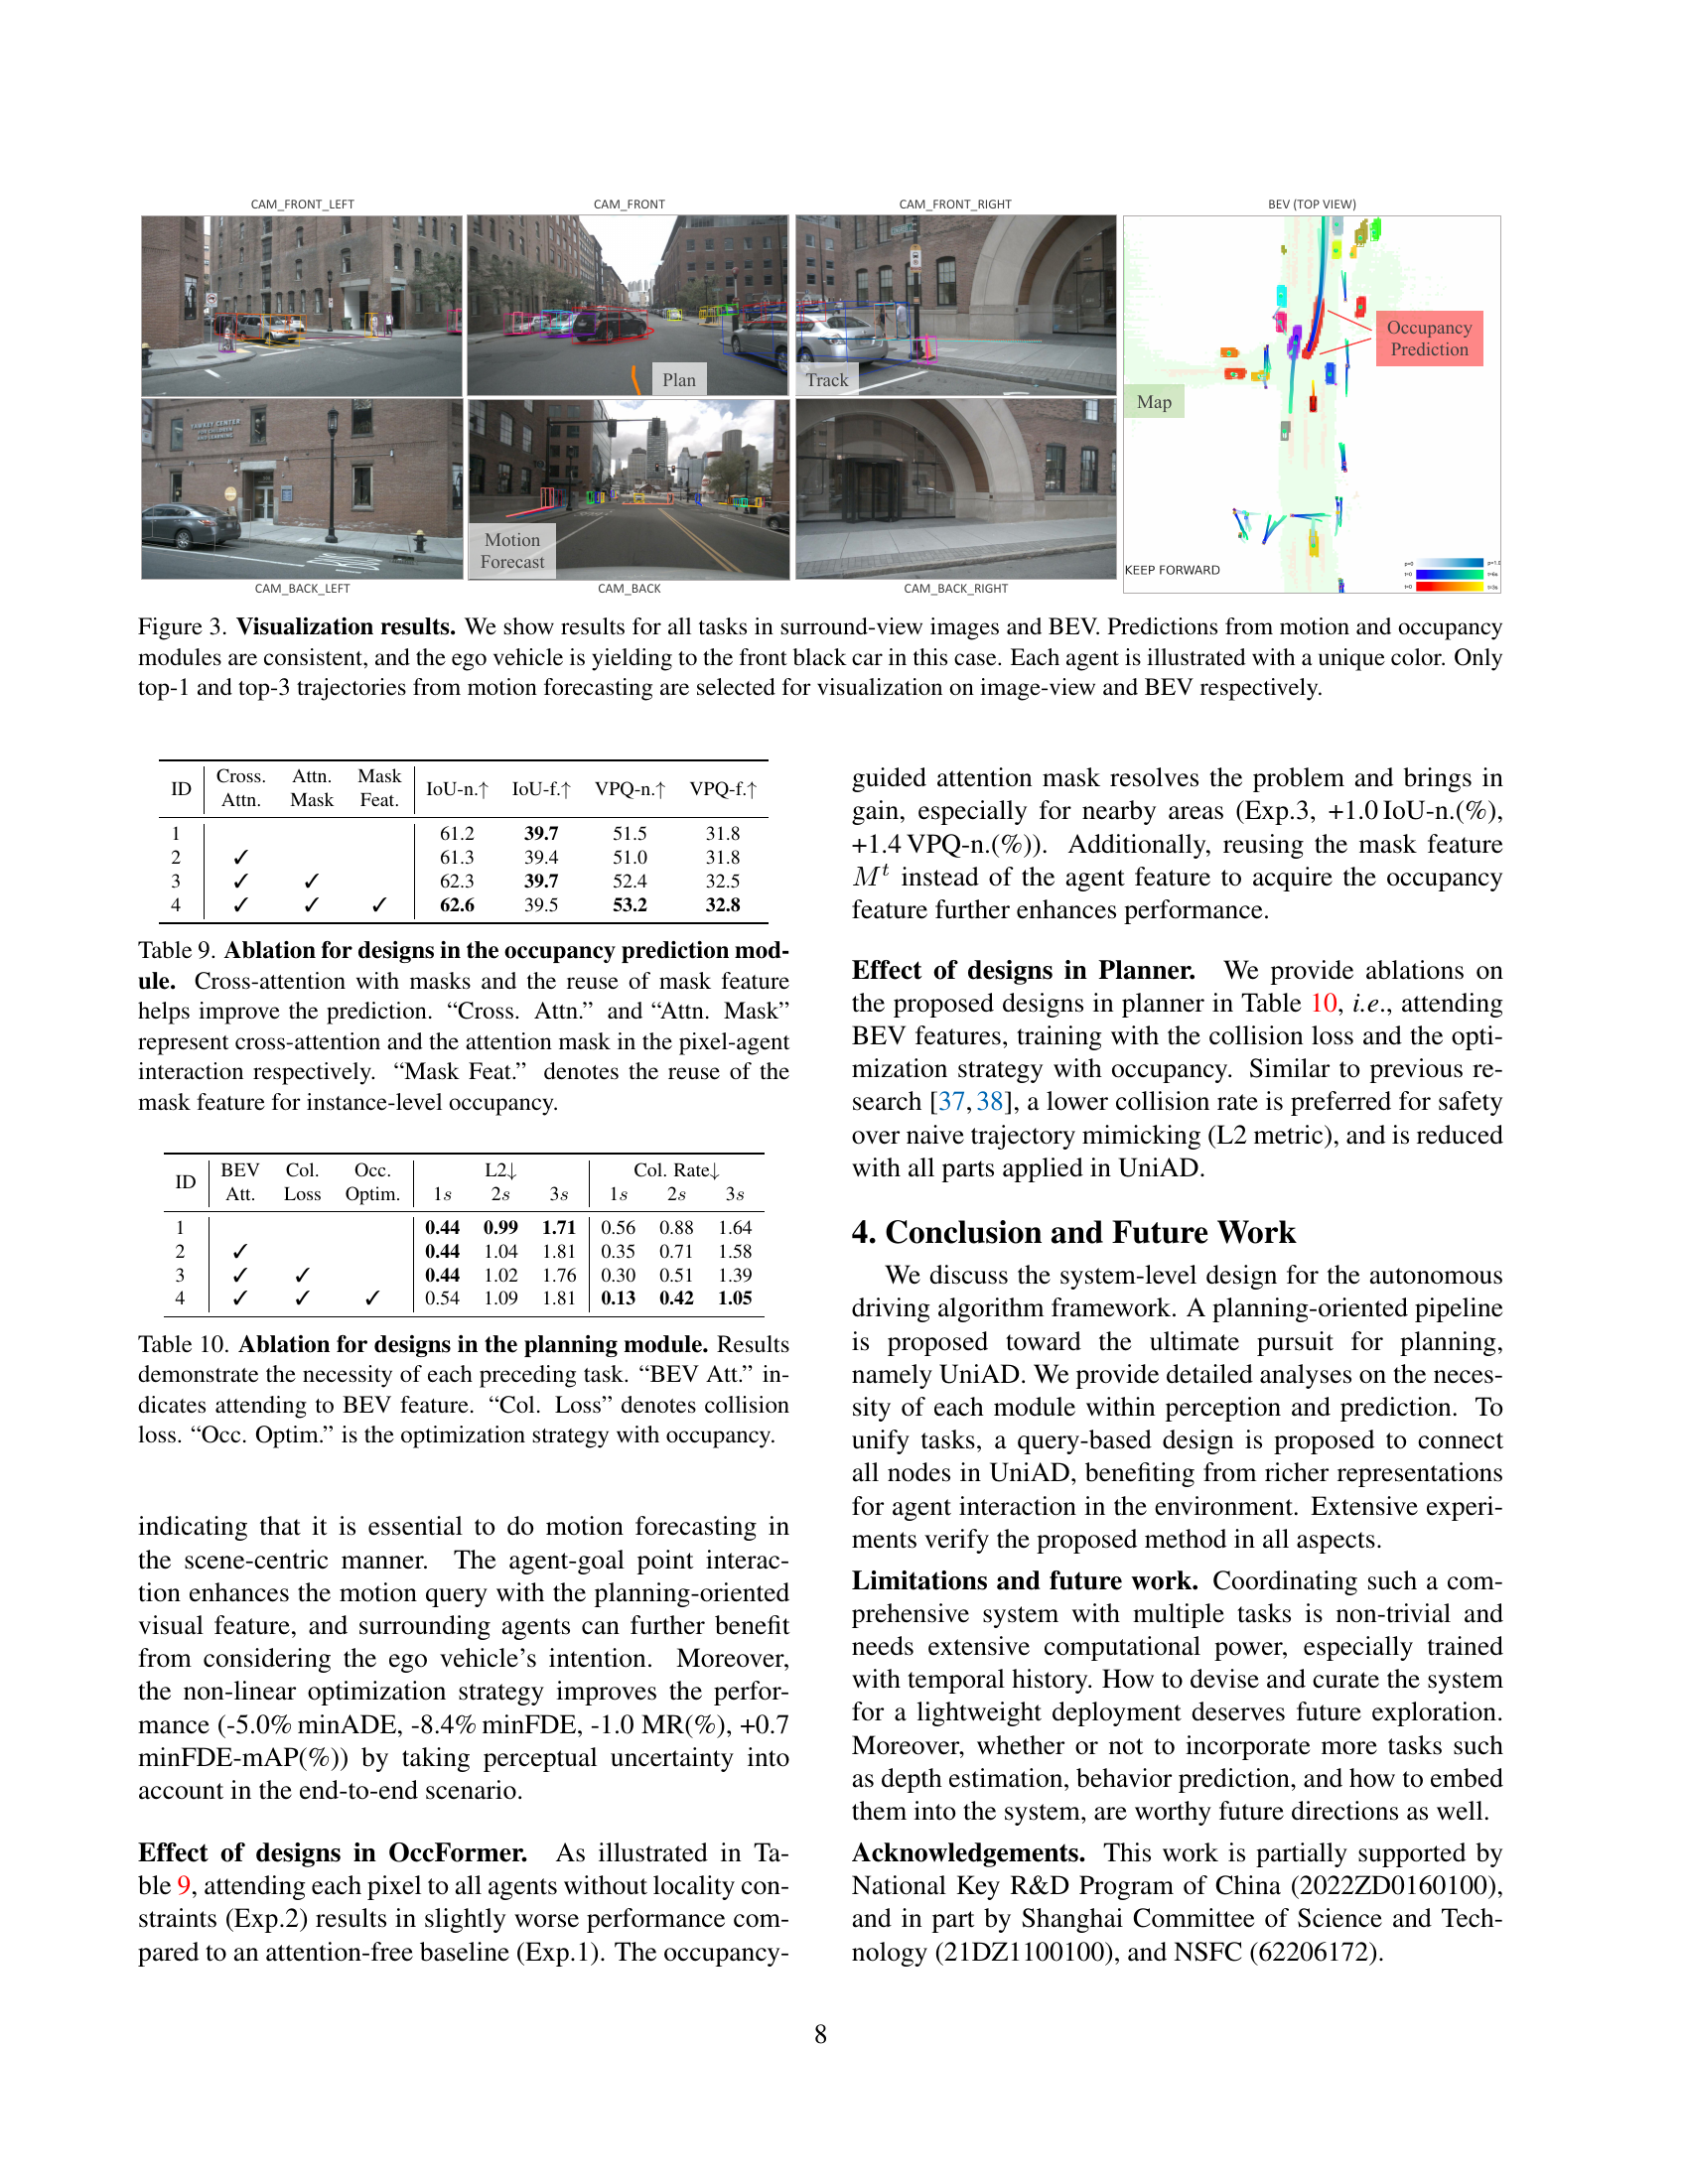 CAM_FRONT_LEFT
CAM_FRONT
CAM_FRONT_RIGHT
BEV (TOP VIEW)
Plan
Track
Occupancy
Prediction
Map
YAWKEY CENTER
Motion
Forecast
KEEP FORWARD
CAM_BACK_LEFT
CAM_BACK
CAM_BACK_RIGHT
Figure 3. Visualization results. We show results for all tasks in surround-view images and BEV. Predictions from motion and occupancy
modules are consistent, and the ego vehicle is yielding to the front black car in this case. Each agent is illustrated with a unique color. Only
top-1 and top-3 trajectories from motion forecasting are selected for visualization on image-view and BEV respectively.
ID Cross. Attn. Attn. Mask Mask Feat. IoU-n.↑ IoU-f.↑ VPQ-n.↑ VPQ-f.↑
1 61.2 39.7 51.5 31.8
2 ✓ 61.3 39.4 51.0 31.8
3 ✓ ✓ 62.3 39.7 52.4 32.5
4 ✓ ✓ ✓ 62.6 39.5 53.2 32.8
Table 9. Ablation for designs in the occupancy prediction mod-
ule. Cross-attention with masks and the reuse of mask feature
helps improve the prediction. “Cross. Attn.” and “Attn. Mask”
represent cross-attention and the attention mask in the pixel-agent
interaction respectively. “Mask Feat.” denotes the reuse of the
mask feature for instance-level occupancy.
ID BEV Att. Col. Loss Occ. Optim. L2↓ Col. Rate↓
1s 2s 3s 1s 2s 3s
1 0.44 0.99 1.71 0.56 0.88 1.64
2 ✓ 0.44 1.04 1.81 0.35 0.71 1.58
3 ✓ ✓ 0.44 1.02 1.76 0.30 0.51 1.39
4 ✓ ✓ ✓ 0.54 1.09 1.81 0.13 0.42 1.05
Table 10. Ablation for designs in the planning module. Results
demonstrate the necessity of each preceding task. “BEV Att.” in-
dicates attending to BEV feature. “Col. Loss” denotes collision
loss. “Occ. Optim.” is the optimization strategy with occupancy.
indicating that it is essential to do motion forecasting in
the scene-centric manner. The agent-goal point interac-
tion enhances the motion query with the planning-oriented
visual feature, and surrounding agents can further benefit
from considering the ego vehicle’s intention. Moreover,
the non-linear optimization strategy improves the perfor-
mance (-5.0% minADE, -8.4% minFDE, -1.0 MR(%), +0.7
minFDE-mAP(%)) by taking perceptual uncertainty into
account in the end-to-end scenario.
Effect of designs in OccFormer. As illustrated in Ta-
ble 9, attending each pixel to all agents without locality con-
straints (Exp.2) results in slightly worse performance com-
pared to an attention-free baseline (Exp.1). The occupancy-
guided attention mask resolves the problem and brings in
gain, especially for nearby areas (Exp.3, +1.0 IoU-n.(%),
+1.4 VPQ-n.(%)). Additionally, reusing the mask feature
M^t instead of the agent feature to acquire the occupancy
feature further enhances performance.
Effect of designs in Planner. We provide ablations on
the proposed designs in planner in Table 10, i.e., attending
BEV features, training with the collision loss and the opti-
mization strategy with occupancy. Similar to previous re-
search [37, 38], a lower collision rate is preferred for safety
over naive trajectory mimicking (L2 metric), and is reduced
with all parts applied in UniAD.
4. Conclusion and Future Work
We discuss the system-level design for the autonomous
driving algorithm framework. A planning-oriented pipeline
is proposed toward the ultimate pursuit for planning,
namely UniAD. We provide detailed analyses on the neces-
sity of each module within perception and prediction. To
unify tasks, a query-based design is proposed to connect
all nodes in UniAD, benefiting from richer representations
for agent interaction in the environment. Extensive experi-
ments verify the proposed method in all aspects.
Limitations and future work. Coordinating such a com-
prehensive system with multiple tasks is non-trivial and
needs extensive computational power, especially trained
with temporal history. How to devise and curate the system
for a lightweight deployment deserves future exploration.
Moreover, whether or not to incorporate more tasks such
as depth estimation, behavior prediction, and how to embed
them into the system, are worthy future directions as well.
Acknowledgements. This work is partially supported by
National Key R&D Program of China (2022ZD0160100),
and in part by Shanghai Committee of Science and Tech-
nology (21DZ1100100), and NSFC (62206172).
8